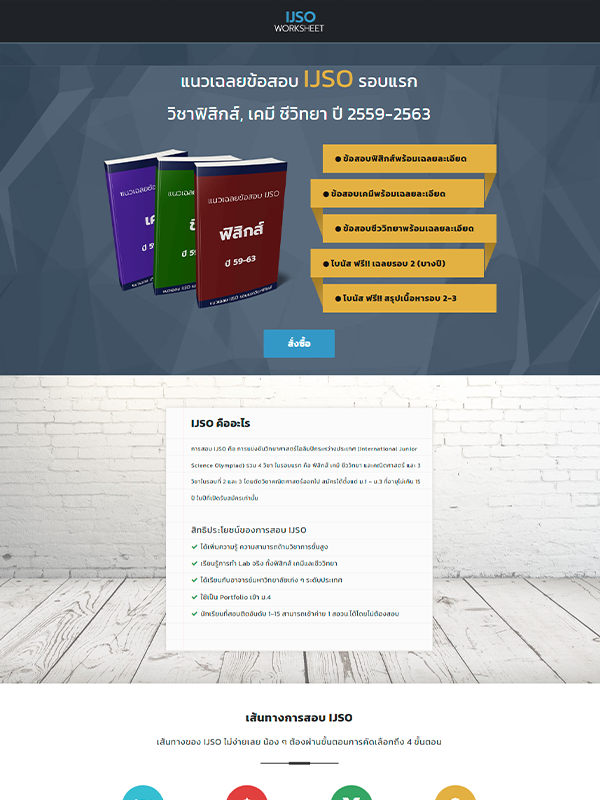 IJSO
WORKSHEET
แนวเฉลยข้อสอบ IJSO รอบแรก
วิชาฟิสิกส์, เคมี ชีวิทยา ปี 2559-2563
แนวเฉลยข้อสอบ IJSO
ฟิสิกส์
ปี 59-63
ข้อสอบฟิสิกส์พร้อมเฉลยละเอียด
ข้อสอบเคมีพร้อมเฉลยละเอียด
ข้อสอบชีววิทยาพร้อมเฉลยละเอียด
โบนัส ฟรี!! เฉลยรอบ 2 (บางปี)
โบนัส ฟรี!! สรุปเนื้อหารอบ 2-3
สั่งซื้อ
IJSO คืออะไร
การสอบ IJSO คือ การแข่งขันวิทยาศาสตร์โอลิมปิกระหว่างประเทศ (International Junior
Science Olympiad) รวม 4 วิชา ในรอบแรก คือ ฟิสิกส์ เคมี ชีววิทยา และคณิตศาสตร์ และ 3
วิชาในรอบที่ 2 และ 3 โดยตัดวิชาคณิตศาสตร์ออกไป สมัครได้ตั้งแต่ ม.1 – ม.3 ที่อายุไม่เกิน 15
ปี ในปีที่เปิดรับสมัครเท่านั้น
สิทธิประโยชน์ของการสอบ IJSO
ได้เพิ่มความรู้ ความสามารถด้านวิชาการขั้นสูง
เรียนรู้การทำ Lab จริง ทั้งฟิสิกส์ เคมีและชีววิทยา
ได้เรียนกับอาจารย์มหาวิทยาลัยเก่ง ๆ ระดับประเทศ
ใช้เป็น Portfolio เข้า ม.4
นักเรียนที่สอบติดอันดับ 1-15 สามารถเข้าค่าย 1 สอวน.ได้โดยไม่ต้องสอบ
เส้นทางการสอบ IJSO
เส้นทางของ IJSO ไม่ง่ายเลย น้อง ๆ ต้องผ่านขั้นตอนการคัดเลือกถึง 4 ขั้นตอน